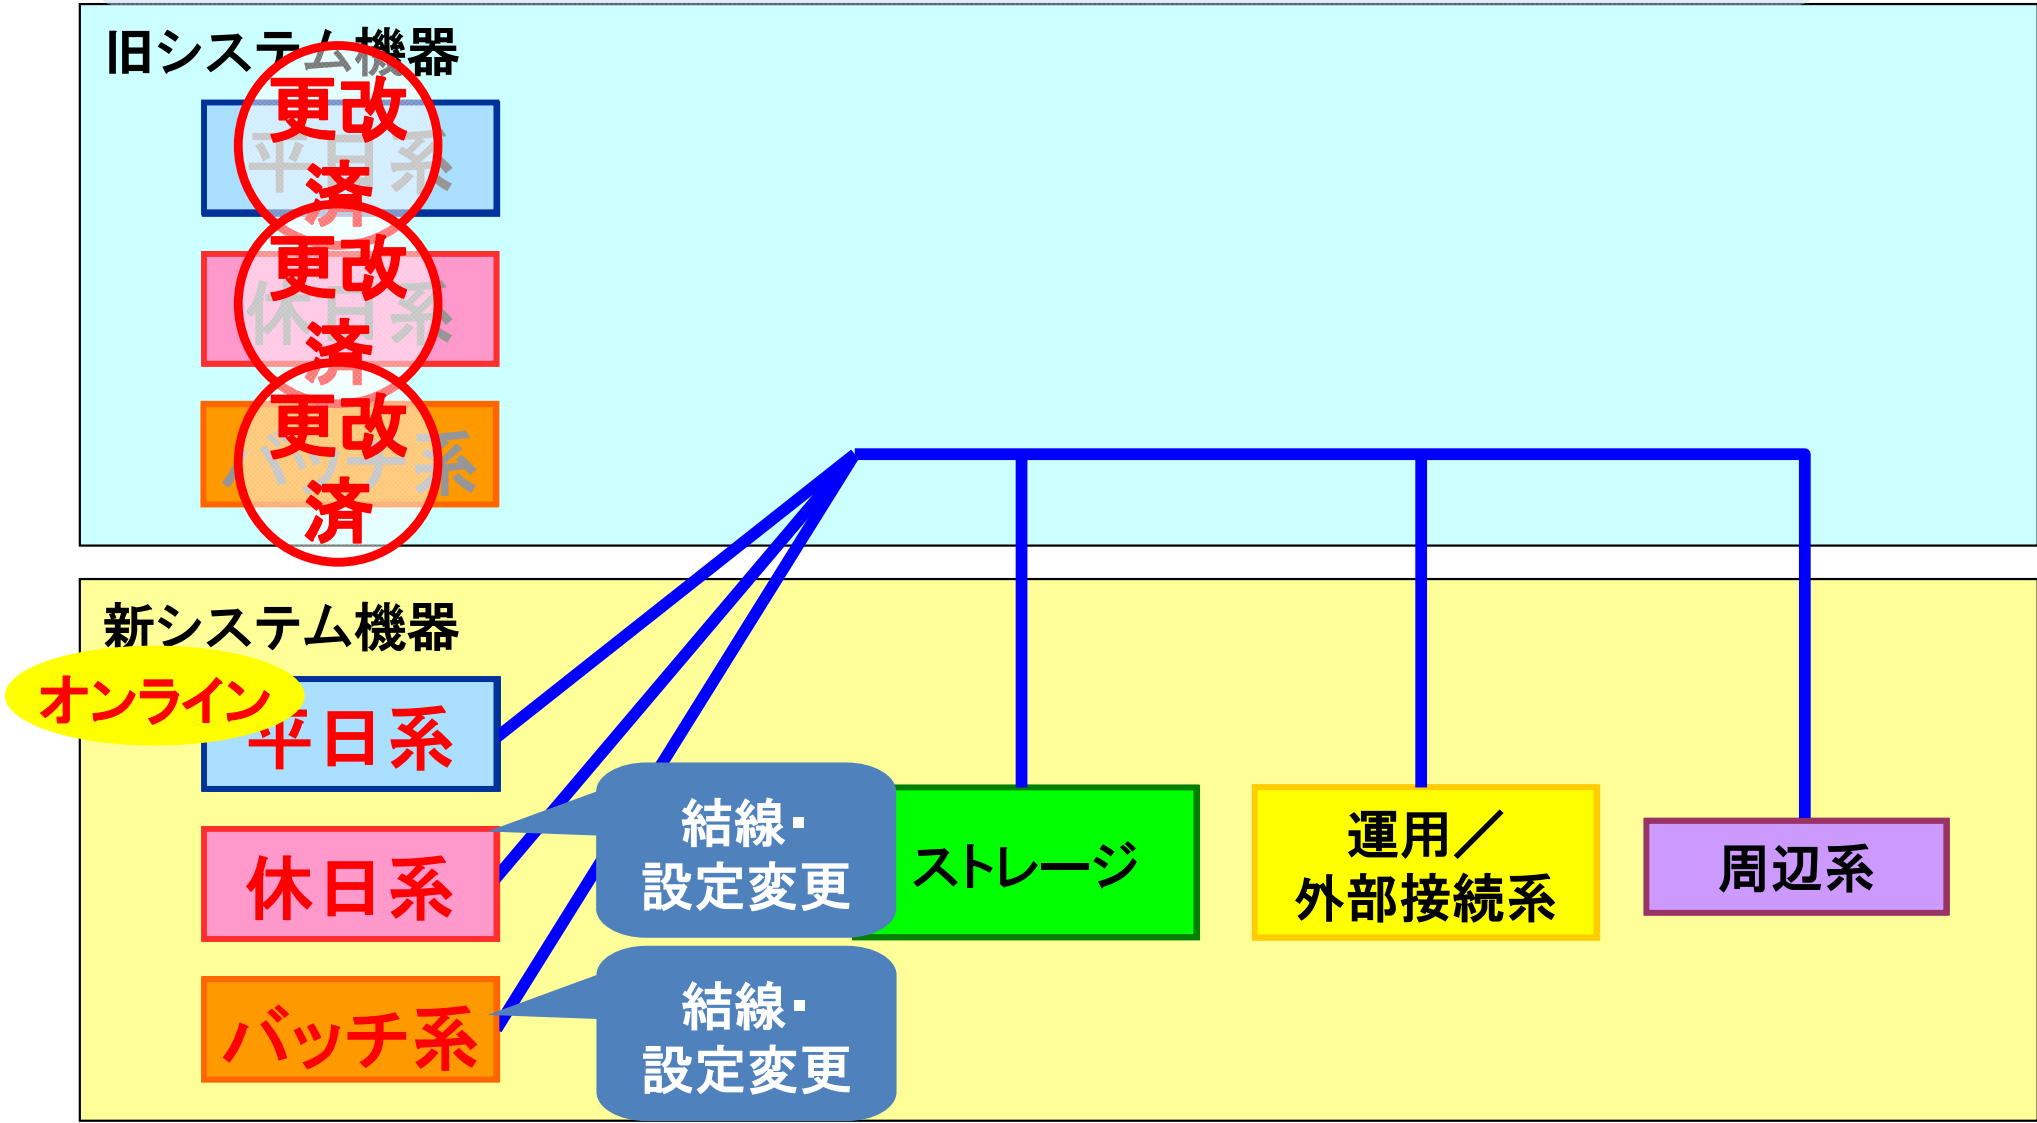 旧システム機器
更改
済
平日系
更改
済
休日系
更改
済
バッチ系
新システム機器
オンライン
平日系
休日系
バッチ系
結線・
設定変更
結線・
設定変更
ストレージ
運用／
外部接続系
周辺系